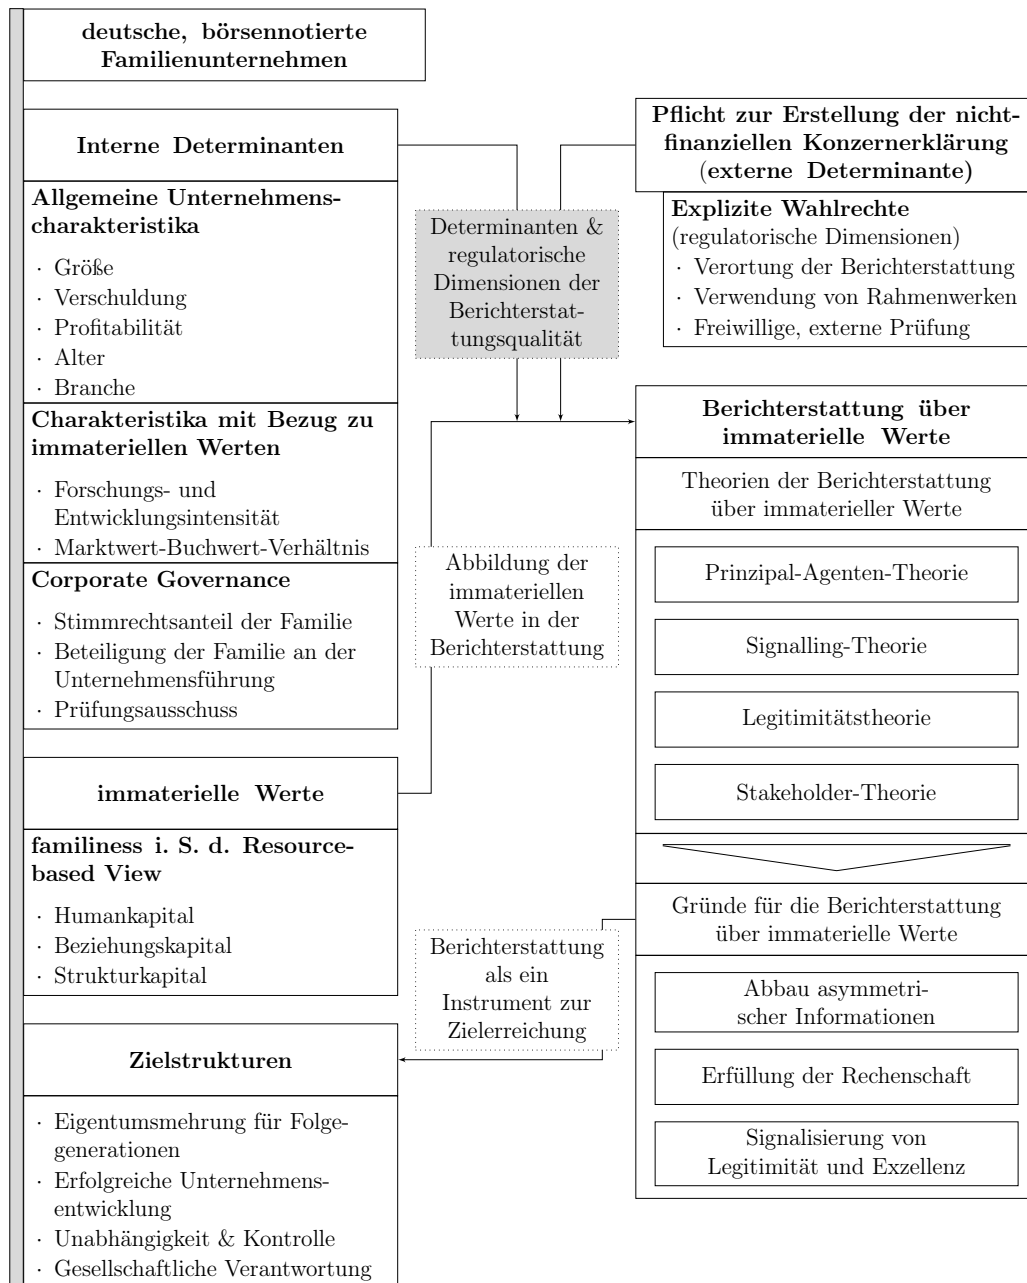 deutsche, börsennotierte
Familienunternehmen
Interne Determinanten
Allgemeine Unternehmens-
charakteristika
· Größe
· Verschuldung
· Profitabilität
· Alter
· Branche
Charakteristika mit Bezug zu
immateriellen Werten
· Forschungs- und
Entwicklungsintensität
· Marktwert-Buchwert-Verhältnis
Corporate Governance
· Stimmrechtsanteil der Familie
· Beteiligung der Familie an der
Unternehmensführung
· Prüfungsausschuss
immaterielle Werte
familiness i. S. d. Resource-
based View
· Humankapital
· Beziehungskapital
· Strukturkapital
Zielstrukturen
· Eigentumsmehrung für Folge-
generationen
· Erfolgreiche Unternehmens-
entwicklung
· Unabhängigkeit & Kontrolle
· Gesellschaftliche Verantwortung
Determinanten &
regulatorische
Dimensionen der
Berichterstat-
tungsqualität
Abbildung der
immateriellen
Werte in der
Berichterstattung
Berichterstattung
als ein
Instrument zur
Zielerreichung
Pflicht zur Erstellung der nicht-
finanziellen Konzernerklärung
(externe Determinante)
Explizite Wahlrechte
(regulatorische Dimensionen)
· Verortung der Berichterstattung
· Verwendung von Rahmenwerken
· Freiwillige, externe Prüfung
Berichterstattung über
immaterielle Werte
Theorien der Berichterstattung
über immaterieller Werte
Prinzipal-Agenten-Theorie
Signalling-Theorie
Legitimitätstheorie
Stakeholder-Theorie
Gründe für die Berichterstattung
über immaterielle Werte
Abbau asymmetri-
scher Informationen
Erfüllung der Rechenschaft
Signalisierung von
Legitimität und Exzellenz